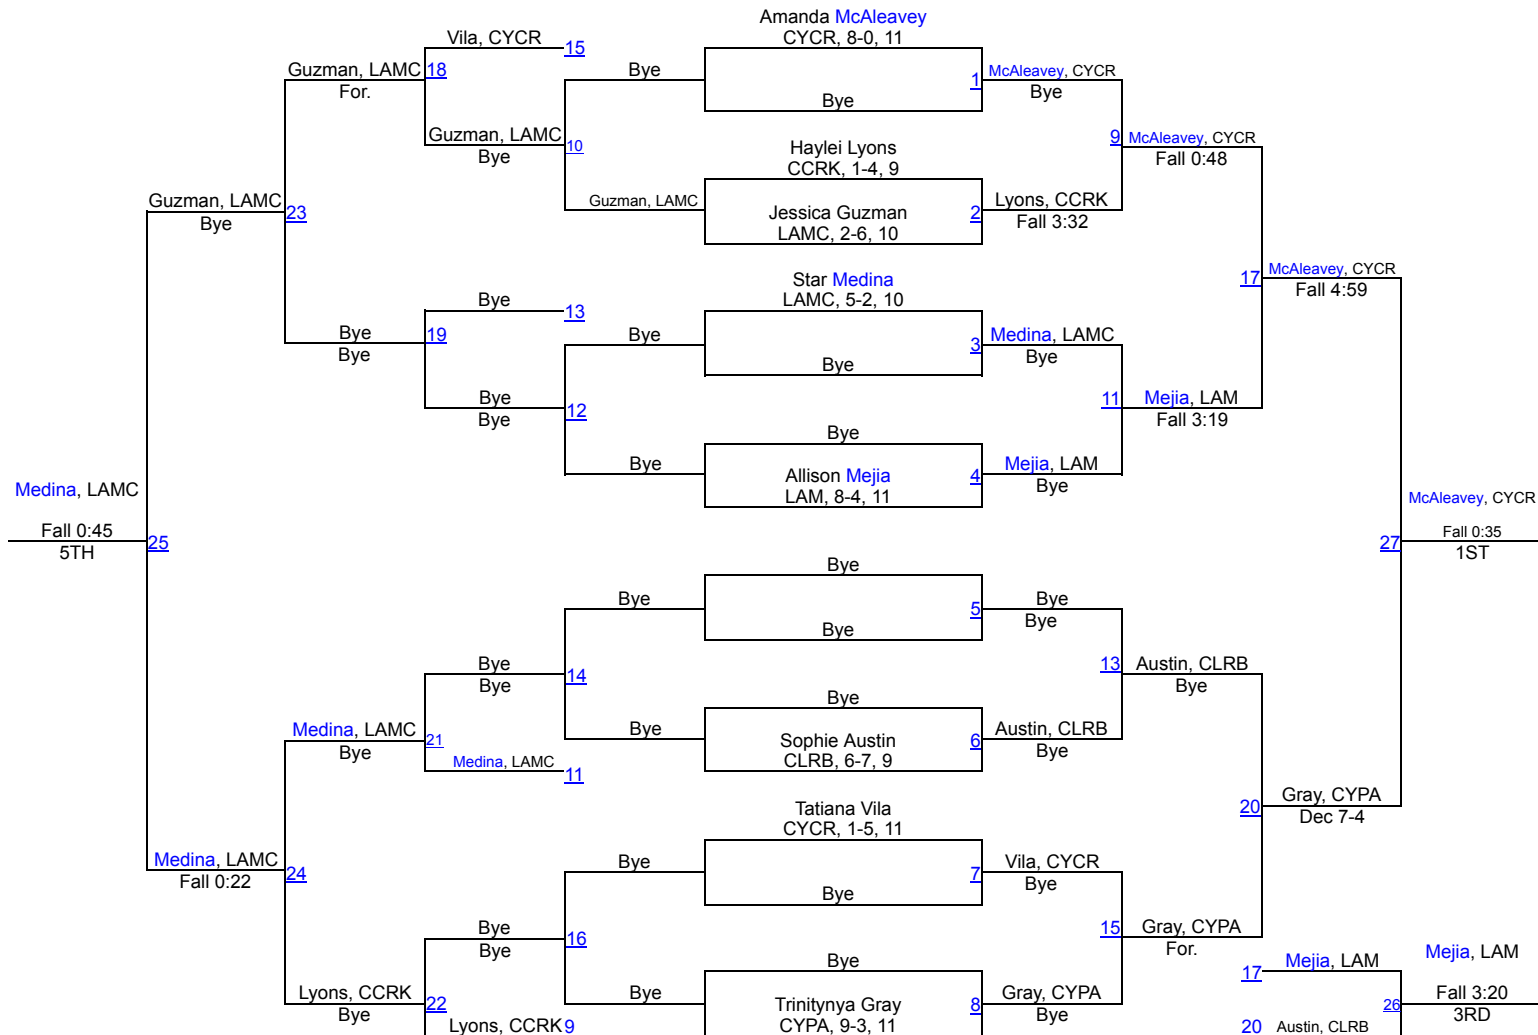 Amanda McAleavey
Vila, CYCR 15
CYCR, 8-0, 11
Guzman, LAMC 18
For.
Bye
1
McAleavey, CYCR
Bye
Bye
Guzman, LAMC
Bye
10
Haylei Lyons
CCRK, 1-4, 9
9
McAleavey, CYCR
Fall 0:48
Guzman, LAMC
Bye
23
Guzman, LAMC
Jessica Guzman
LAMC, 2-6, 10
2
Lyons, CCRK
Fall 3:32
Star Medina
LAMC, 5-2, 10
17
McAleavey, CYCR
Fall 4:59
Bye
13
Bye
Bye
19
Bye
Bye
3
Medina, LAMC
Bye
Bye
Bye
12
11
Mejia, LAM
Fall 3:19
Bye
Bye
Allison Mejia
LAM, 8-4, 11
4
Mejia, LAM
Bye
Medina, LAMC
Fall 0:45
5TH
25
McAleavey, CYCR
27
Fall 0:35
1ST
Bye
Bye
Bye
5
Bye
Bye
Bye
Bye
14
13
Austin, CLRB
Bye
Bye
Bye
Sophie Austin
CLRB, 6-7, 9
6
Austin, CLRB
Bye
Medina, LAMC
Bye
21
Medina, LAMC
11
Tatiana Vila
CYCR, 1-5, 11
20
Gray, CYPA
Dec 7-4
Medina, LAMC
Fall 0:22
24
Bye
Bye
7
Vila, CYCR
Bye
Bye
Bye
16
15
Gray, CYPA
For.
Bye
Bye
Trinitynya Gray
CYPA, 9-3, 11
8
Gray, CYPA
Bye
Lyons, CCRK
Bye
22
Lyons, CCRK 9
17
Mejia, LAM
Mejia, LAM
26
Fall 3:20
3RD
20
Austin, CLRB